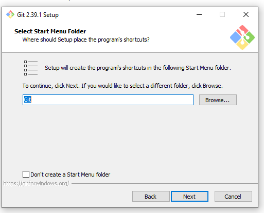 Git 2.39.1 Setup
Select Start Menu Folder
Where should Setup place the program's shortcuts?
Setup will create the program's shortcuts in the following Start Menu folder.
To continue, click Next. If you would like to select a different folder, click Browse.
Git
Browse...
Don't create a Start Menu folder
https://gitforwindows.org/
Back
Next
Cancel